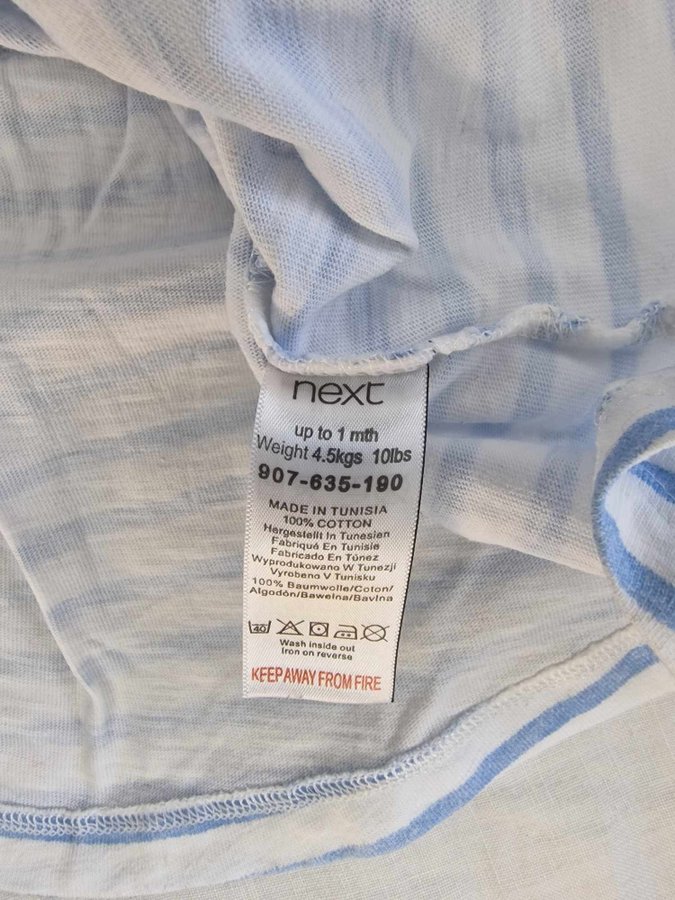 next
up to 1 mth
Weight 4.5kgs 10lbs
907-635-190
MADE IN TUNISIA
100% COTTON
Hergestellt In Tunesien
Fabriqué En Tunisie
Fabricado En Túnez
Wyprodukowano W Tunezji
Vyrobeno V Tunisku
100% Baumwolle/Coton/
Algodón/Bawełna/Bavlna
40
Wash inside out
Iron on reverse
KEEP AWAY FROM FIRE